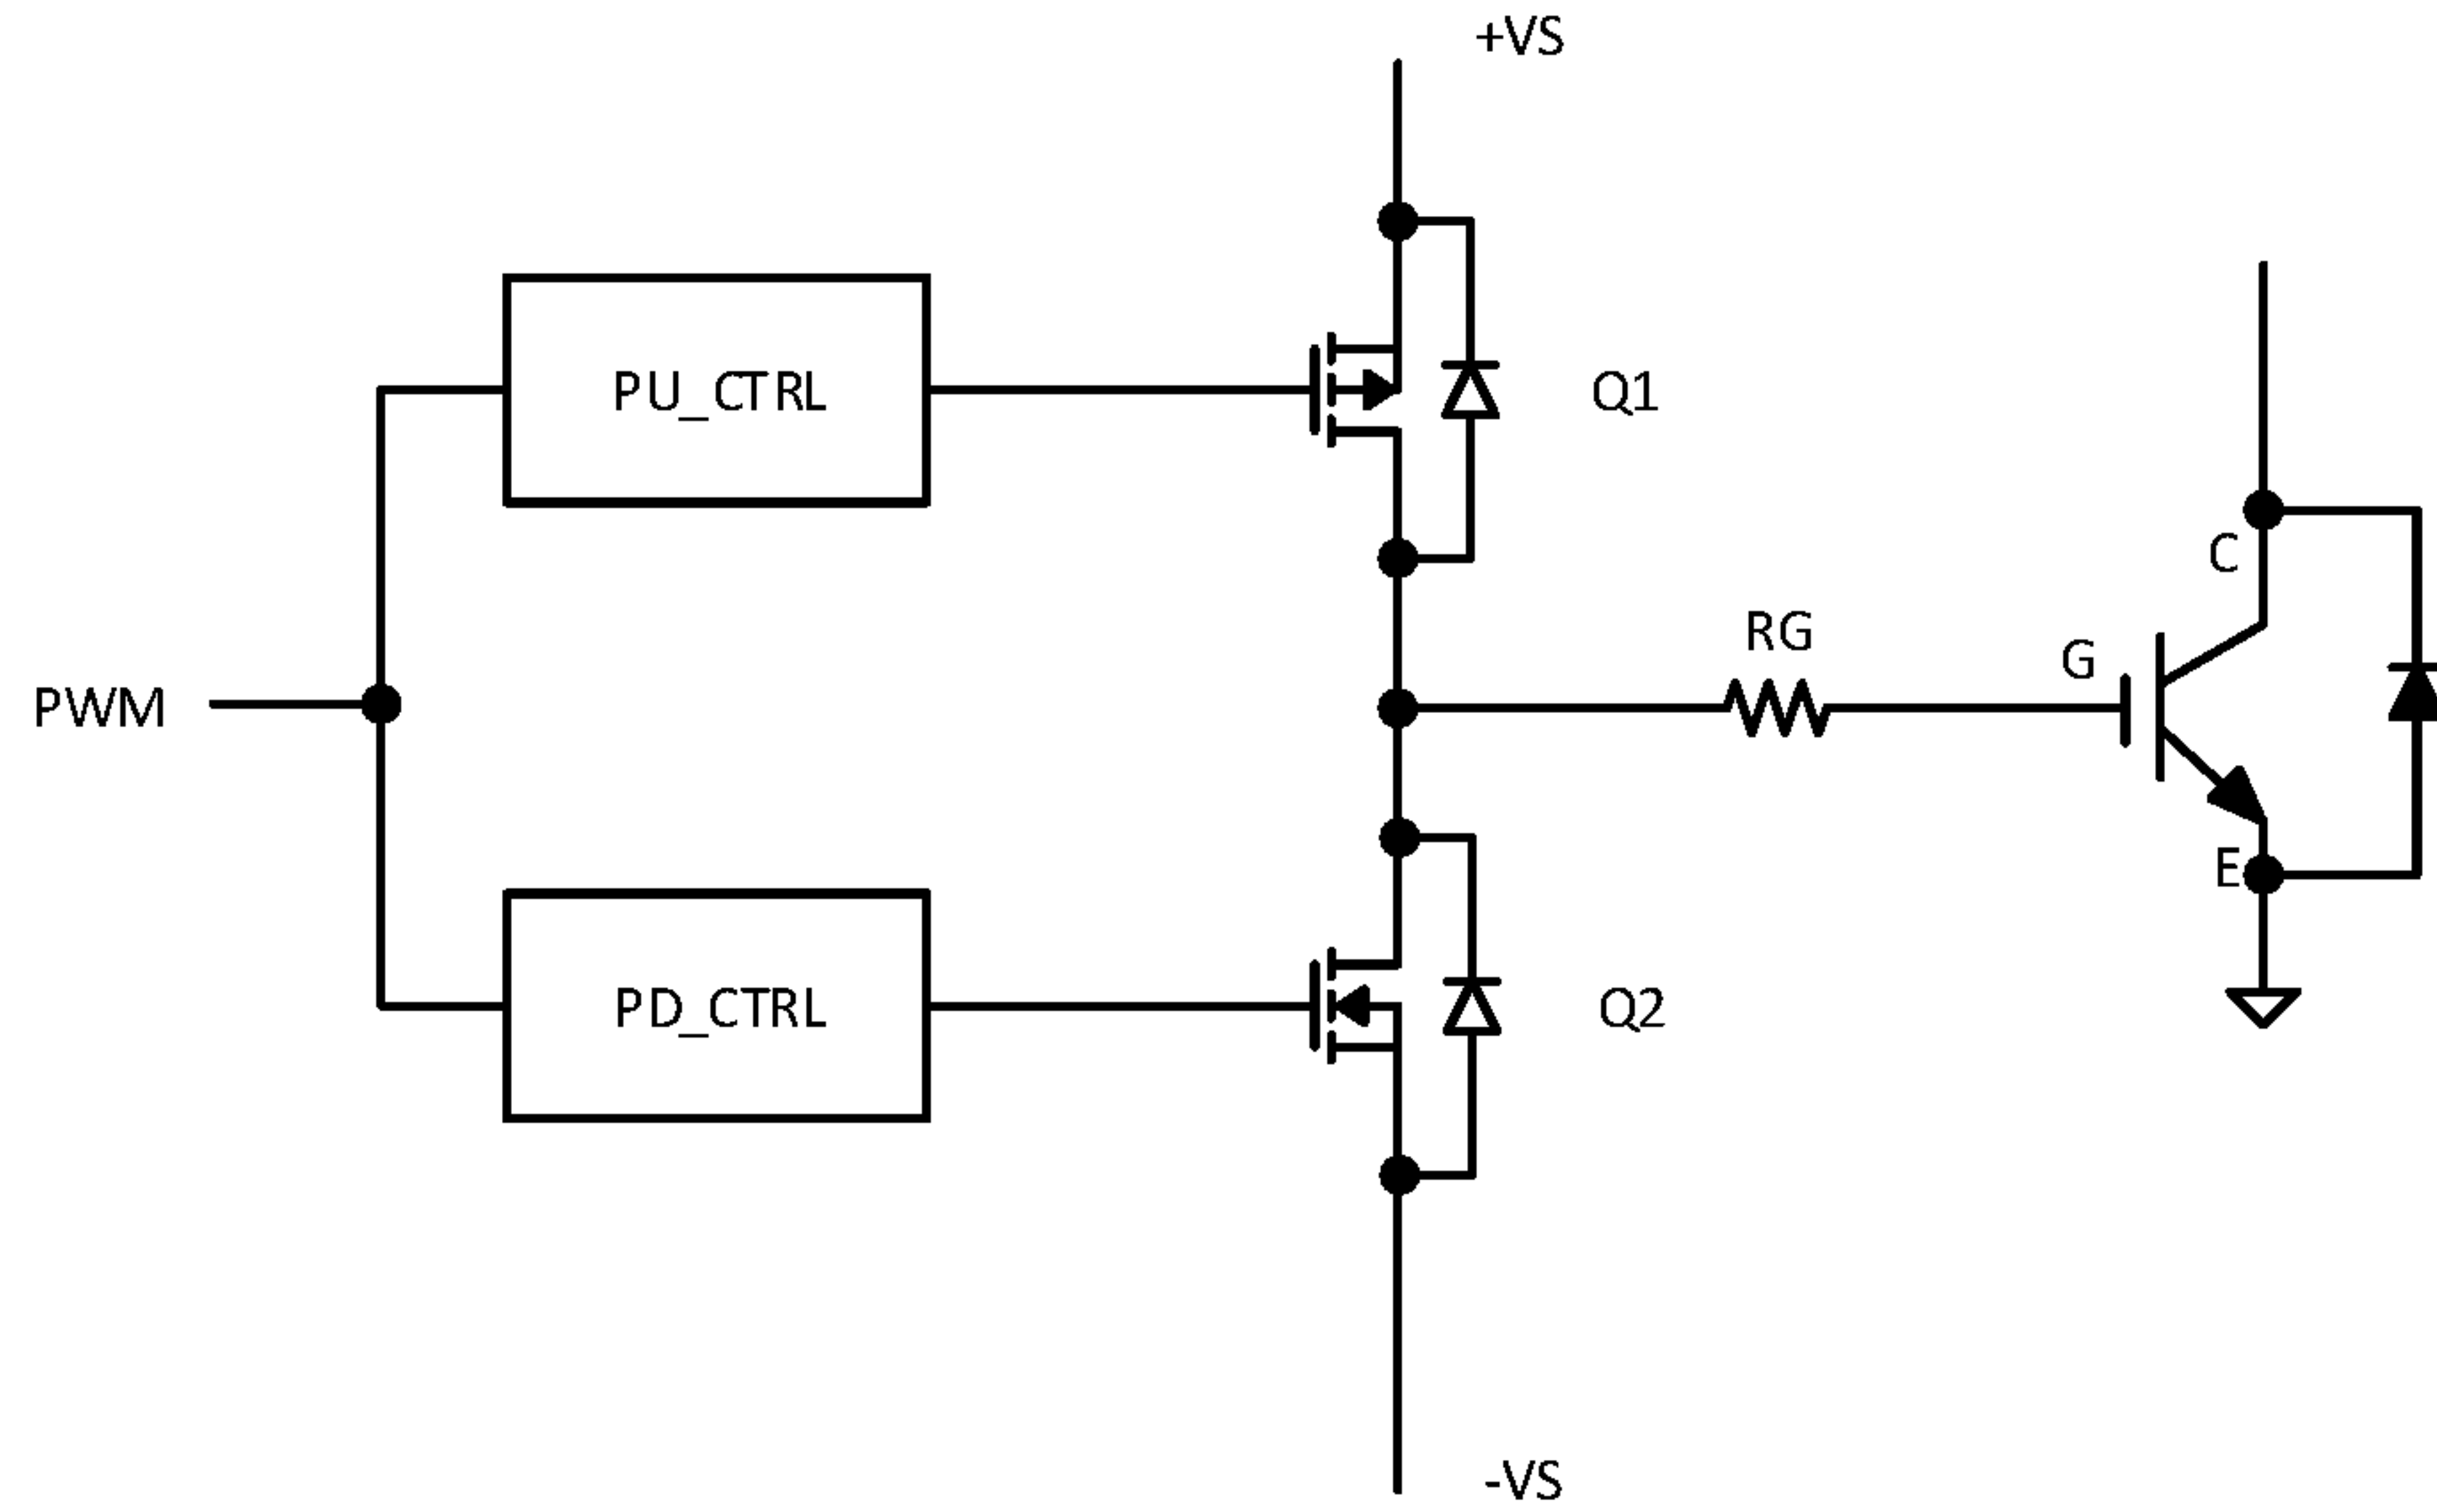 +VS
PU_CTRL
Q1
C
RG
G
PWM
E
PD_CTRL
Q2
-VS